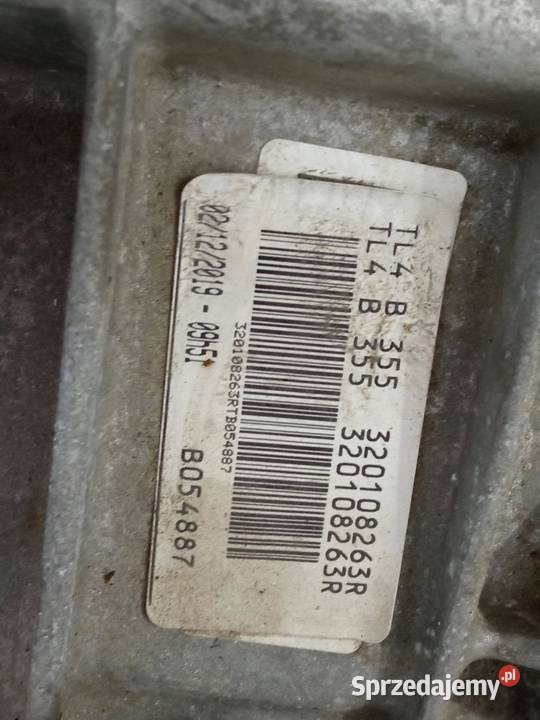 TL4 B 355 320108263R
TL4 B 355 320108263R
320108263RTB054887
02/12/2019 - 09h51 B054887
Sprzedajemy.pl